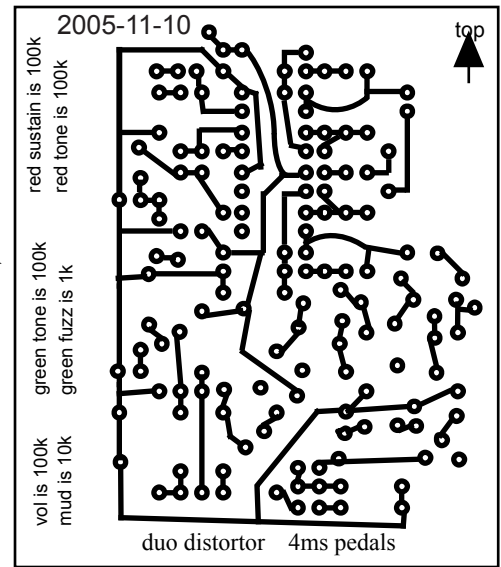 2005-11-10
top
red sustain is 100k
red tone is 100k
green tone is 100k
green fuzz is 1k
vol is 100k
mud is 10k
duo distortor 4ms pedals